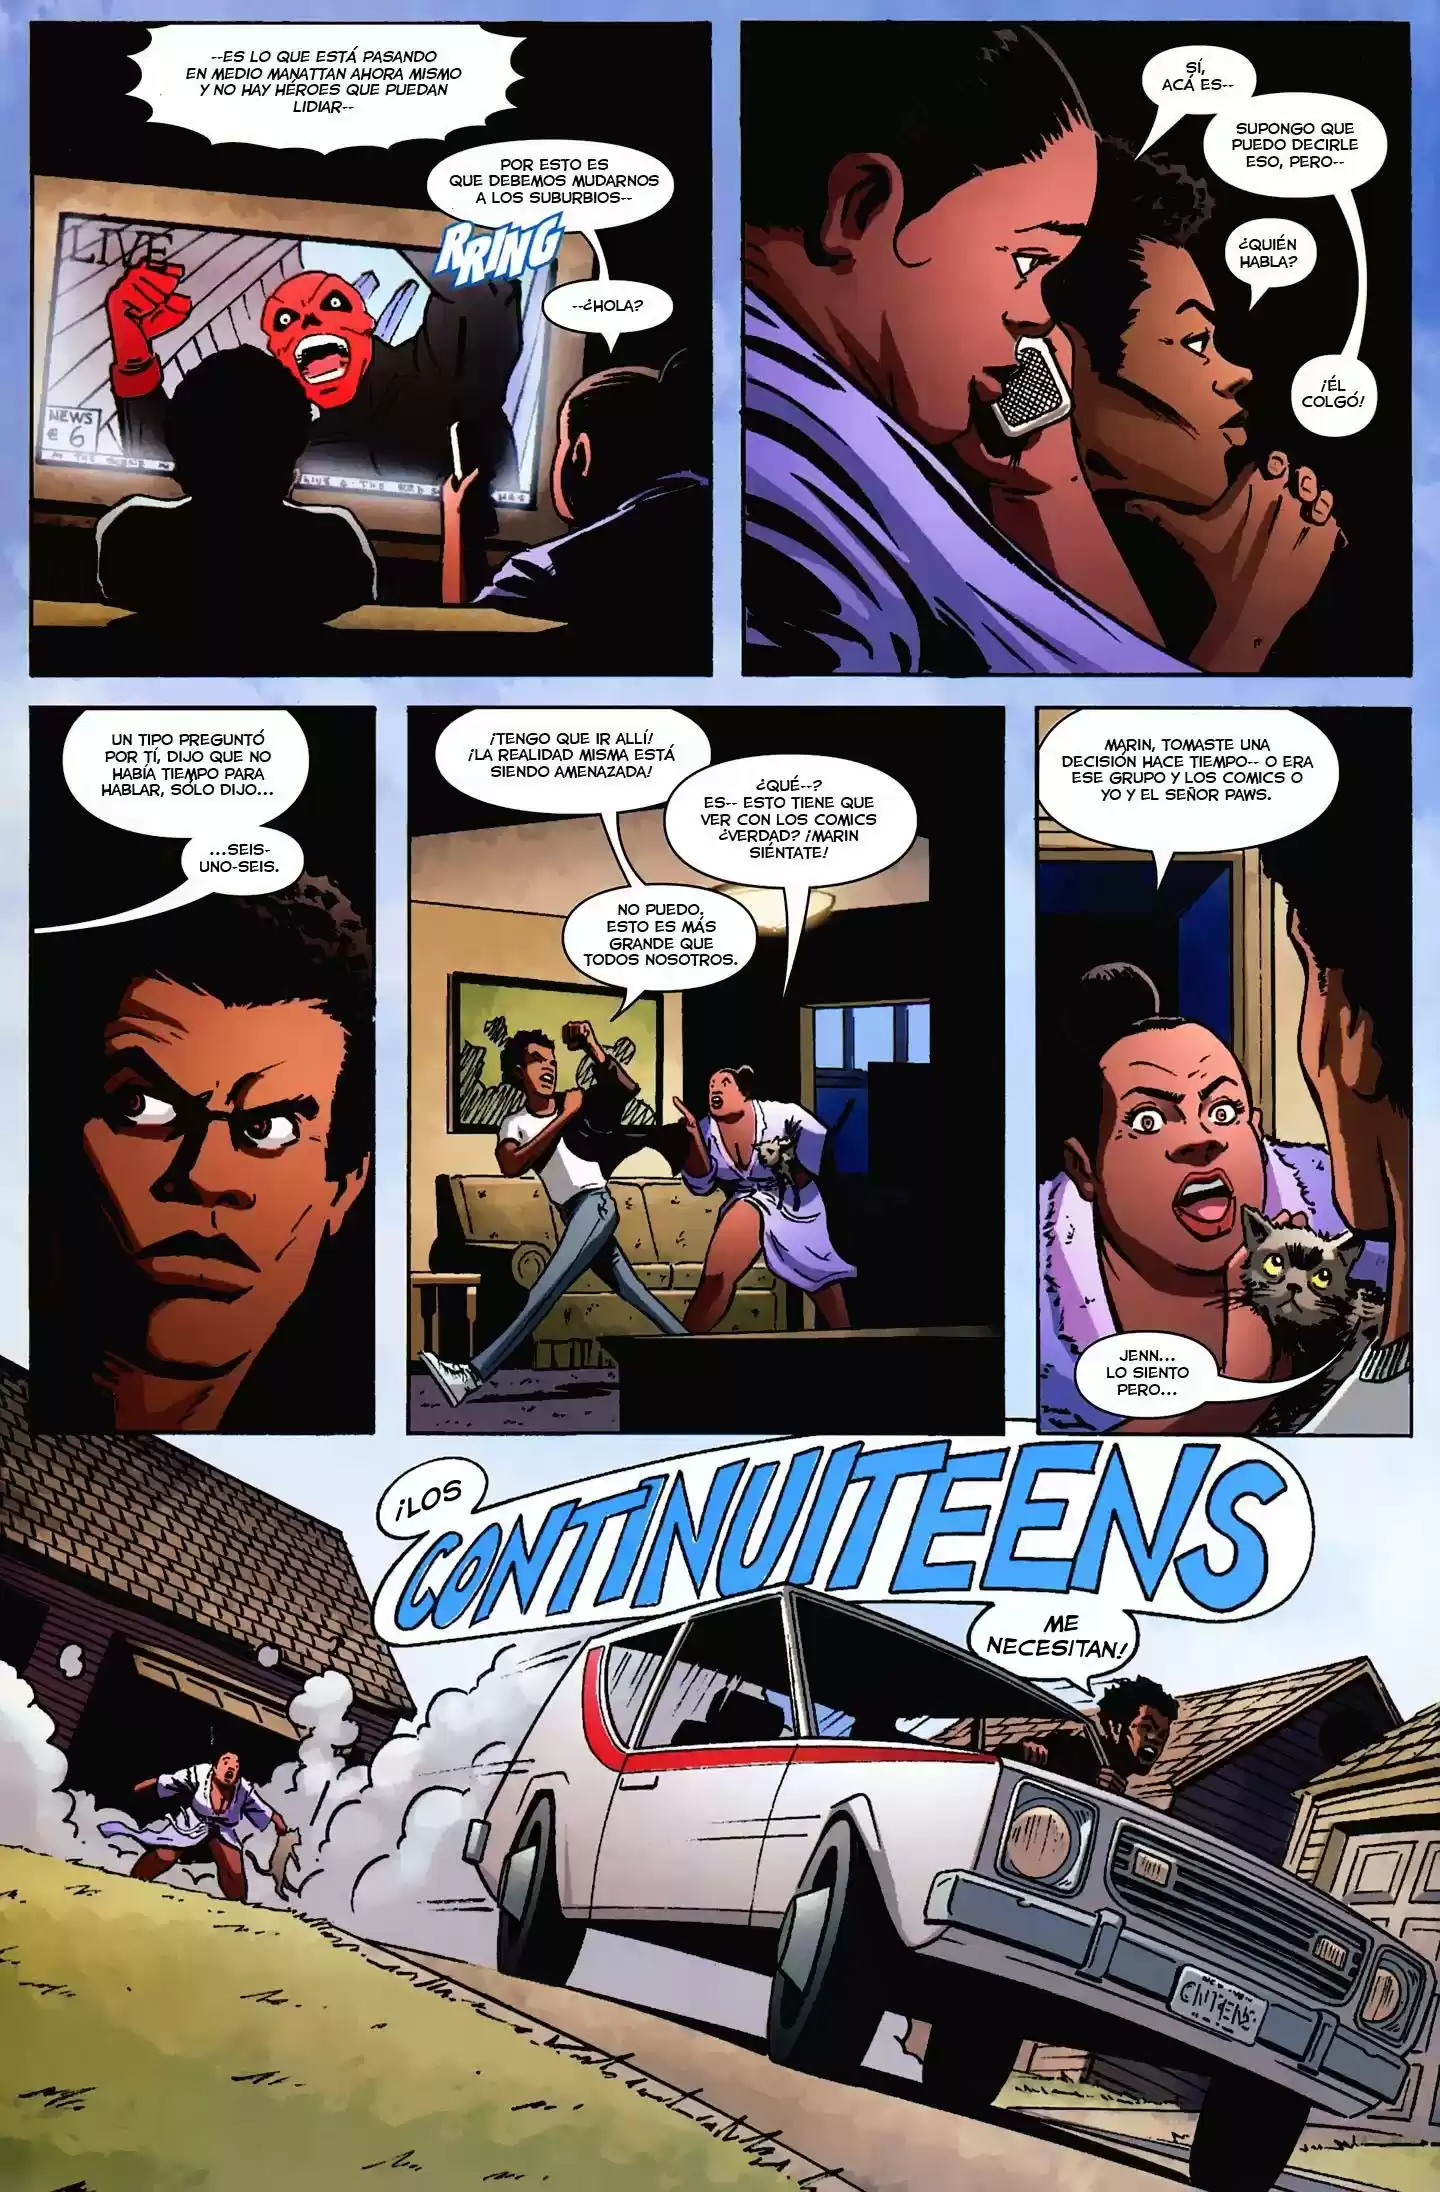 --ES LO QUE ESTÁ PASANDO
EN MEDIO MANATTAN AHORA MISMO
Y NO HAY HÉROES QUE PUEDAN
LIDIAR--
POR ESTO ES
QUE DEBEMOS MUDARNOS
A LOS SUBURBIOS--
RRING
--¿HOLA?
LIVE
NEWS
6
SÍ,
ACÁ ES--
SUPONGO QUE
PUEDO DECIRLE
ESO, PERO--
¿QUIÉN
HABLA?
¡ÉL
COLGÓ!
UN TIPO PREGUNTÓ
POR TÍ, DIJO QUE NO
HABÍA TIEMPO PARA
HABLAR, SÓLO DIJO...
...SEIS-
UNO-SEIS.
¡TENGO QUE IR ALLÍ!
¡LA REALIDAD MISMA ESTÁ
SIENDO AMENAZADA!
¿QUÉ--?
ES-- ESTO TIENE QUE
VER CON LOS COMICS
¿VERDAD? ¡MARIN
SIÉNTATE!
NO PUEDO,
ESTO ES MÁS
GRANDE QUE
TODOS NOSOTROS.
MARIN, TOMASTE UNA
DECISIÓN HACE TIEMPO-- O ERA
ESE GRUPO Y LOS COMICS O
YO Y EL SEÑOR PAWS.
JENN...
LO SIENTO
PERO...
¡LOS
CONTINUITEENS
ME
NECESITAN!
CNTENS